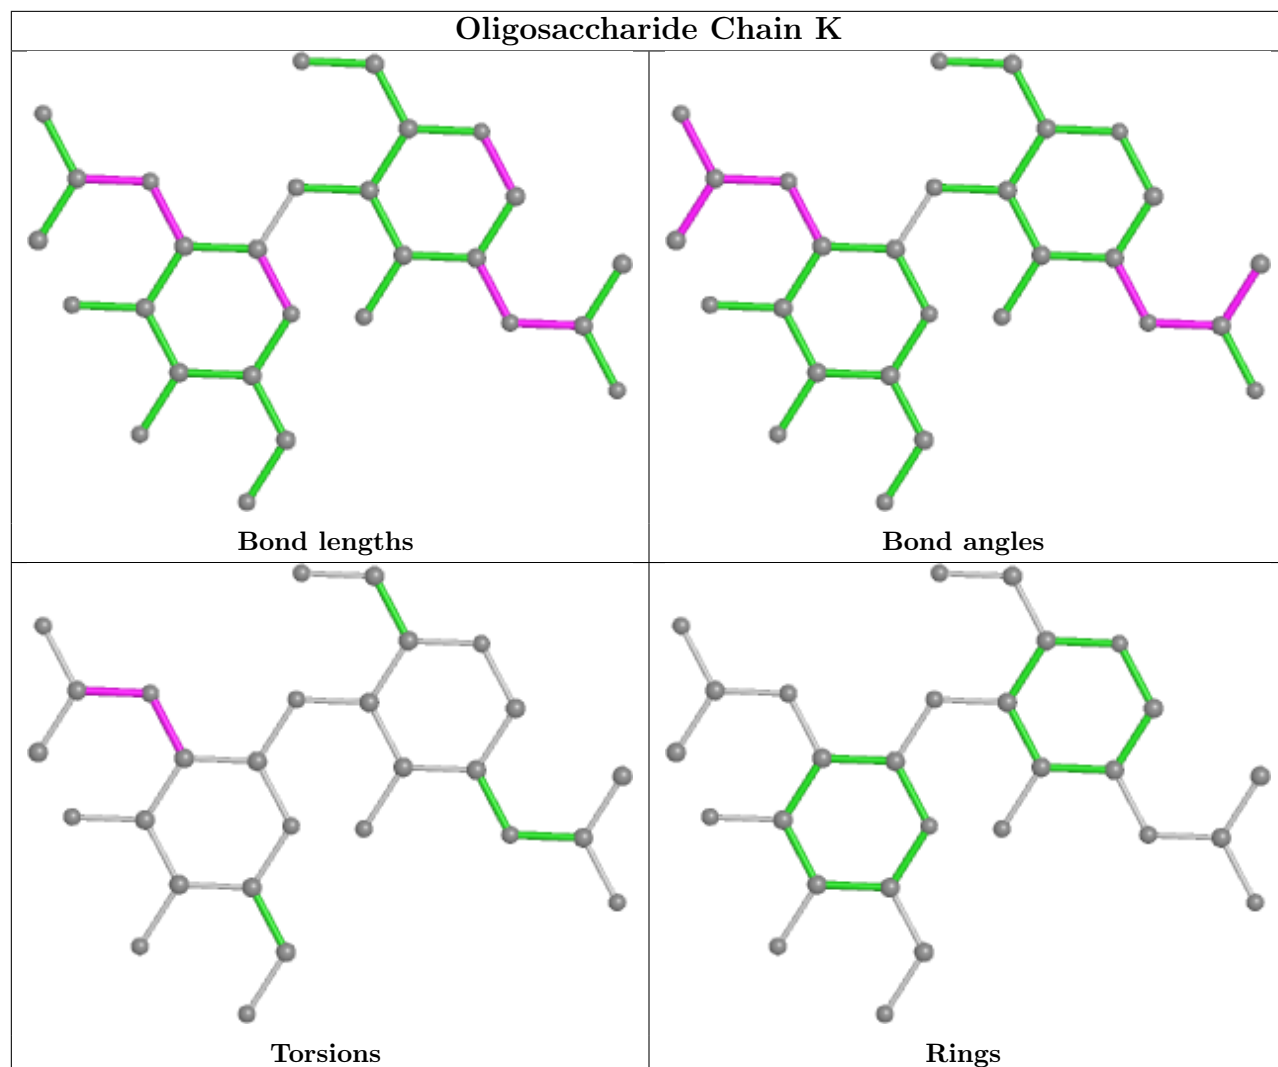 Oligosaccharide Chain K
Bond lengths
Bond angles
Torsions
Rings